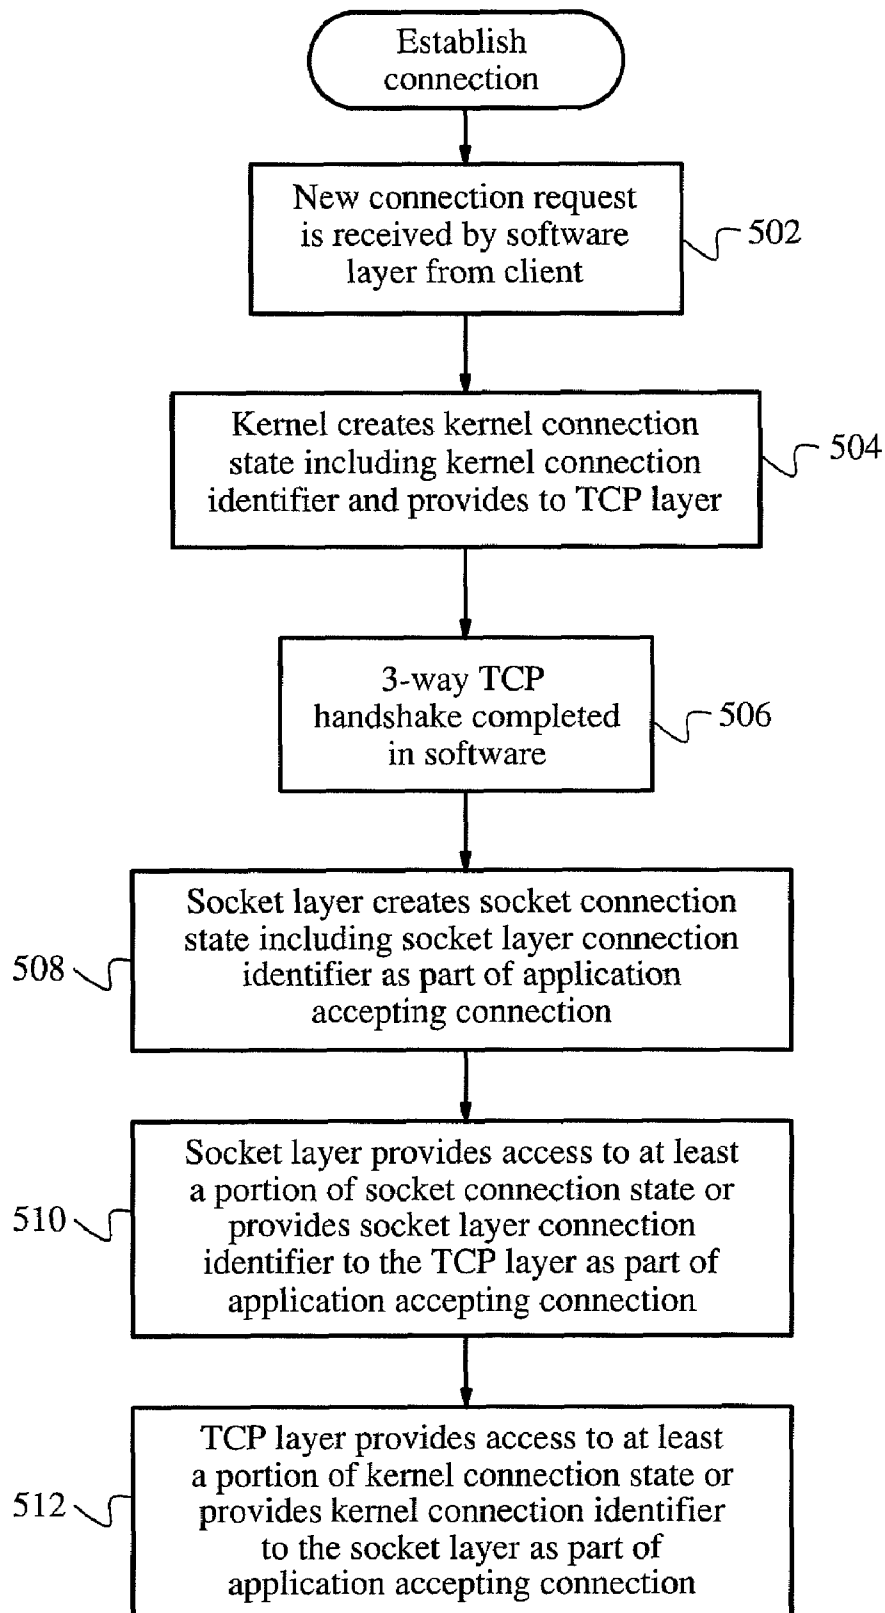 Establish
connection
New connection request
is received by software
layer from client
502
Kernel creates kernel connection
state including kernel connection
identifier and provides to TCP layer
504
3-way TCP
handshake completed
in software
506
Socket layer creates socket connection
state including socket layer connection
identifier as part of application
accepting connection
508
Socket layer provides access to at least
a portion of socket connection state or
provides socket layer connection
identifier to the TCP layer as part of
application accepting connection
510
TCP layer provides access to at least
a portion of kernel connection state or
provides kernel connection identifier
to the socket layer as part of
application accepting connection
512